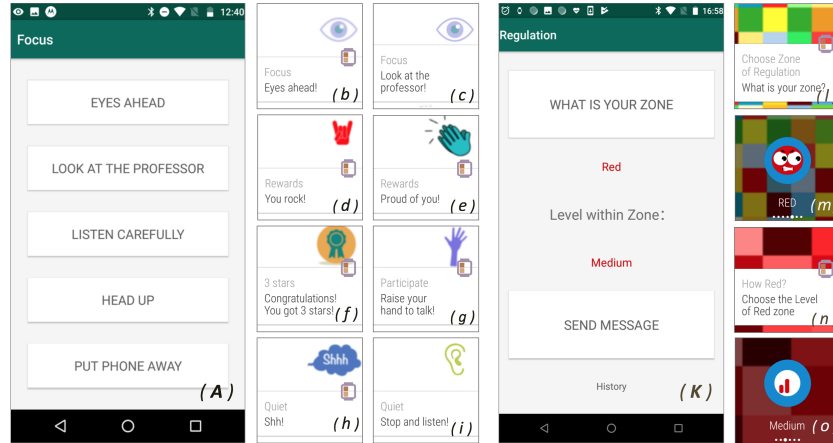 12:40
Focus
EYES AHEAD
LOOK AT THE PROFESSOR
LISTEN CAREFULLY
HEAD UP
PUT PHONE AWAY
(A)
Focus
Eyes ahead!
(b)
Focus
Look at the
professor!
(c)
Rewards
You rock!
(d)
Rewards
Proud of you!
(e)
3 stars
Congratulations!
You got 3 stars!
(f)
Participate
Raise your
hand to talk!
(g)
Shhh
Quiet
Shh!
(h)
Quiet
Stop and listen!
(i)
16:58
Regulation
WHAT IS YOUR ZONE
Red
Level within Zone:
Medium
SEND MESSAGE
History
(K)
Choose Zone
of Regulation
What is your zone?
(l
RED
(m
How Red?
Choose the Level
of Red zone
(n
Medium
(o